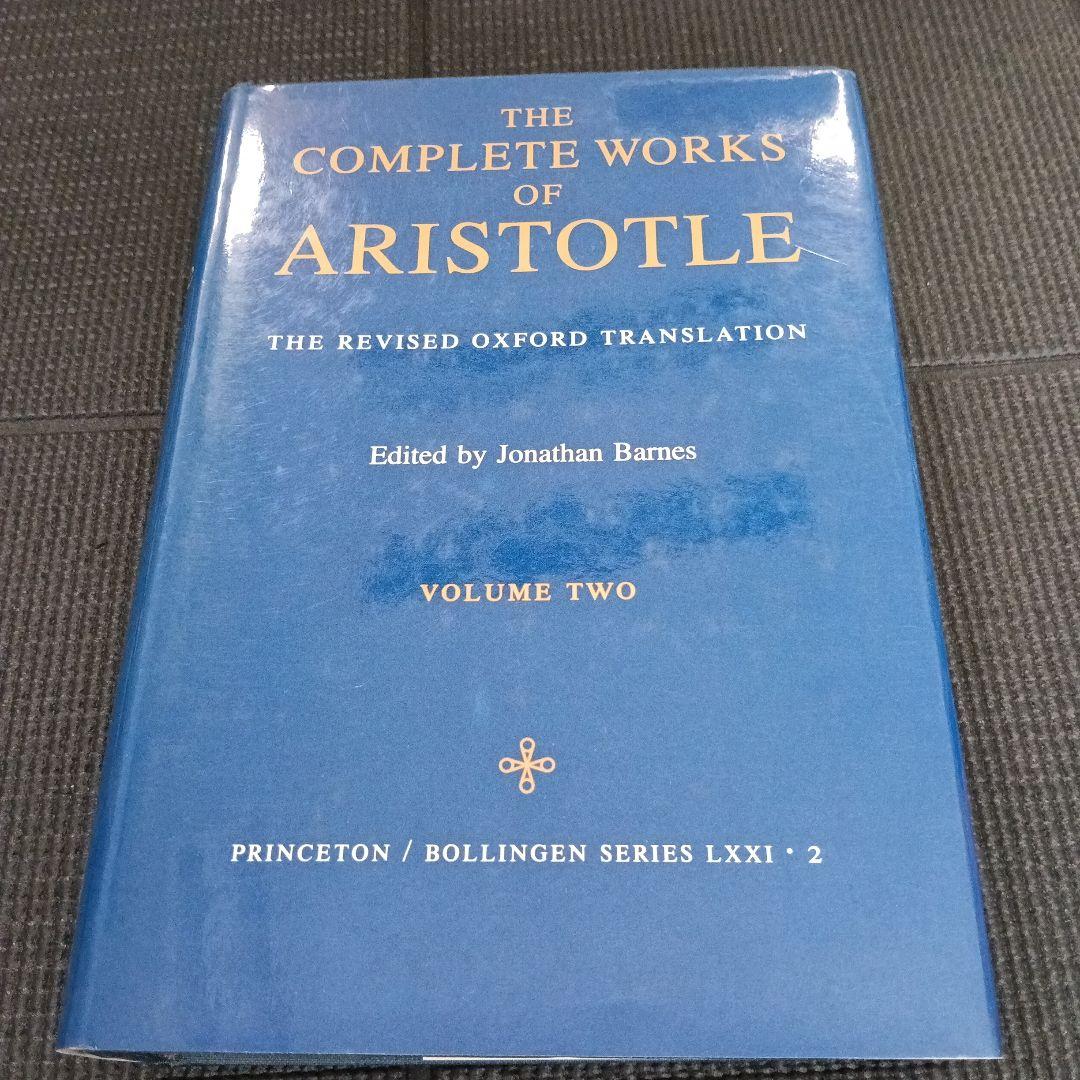 THE
COMPLETE WORKS
OF
ARISTOTLE
THE REVISED OXFORD TRANSLATION
Edited by Jonathan Barnes
VOLUME TWO
PRINCETON / BOLLINGEN SERIES LXXI · 2